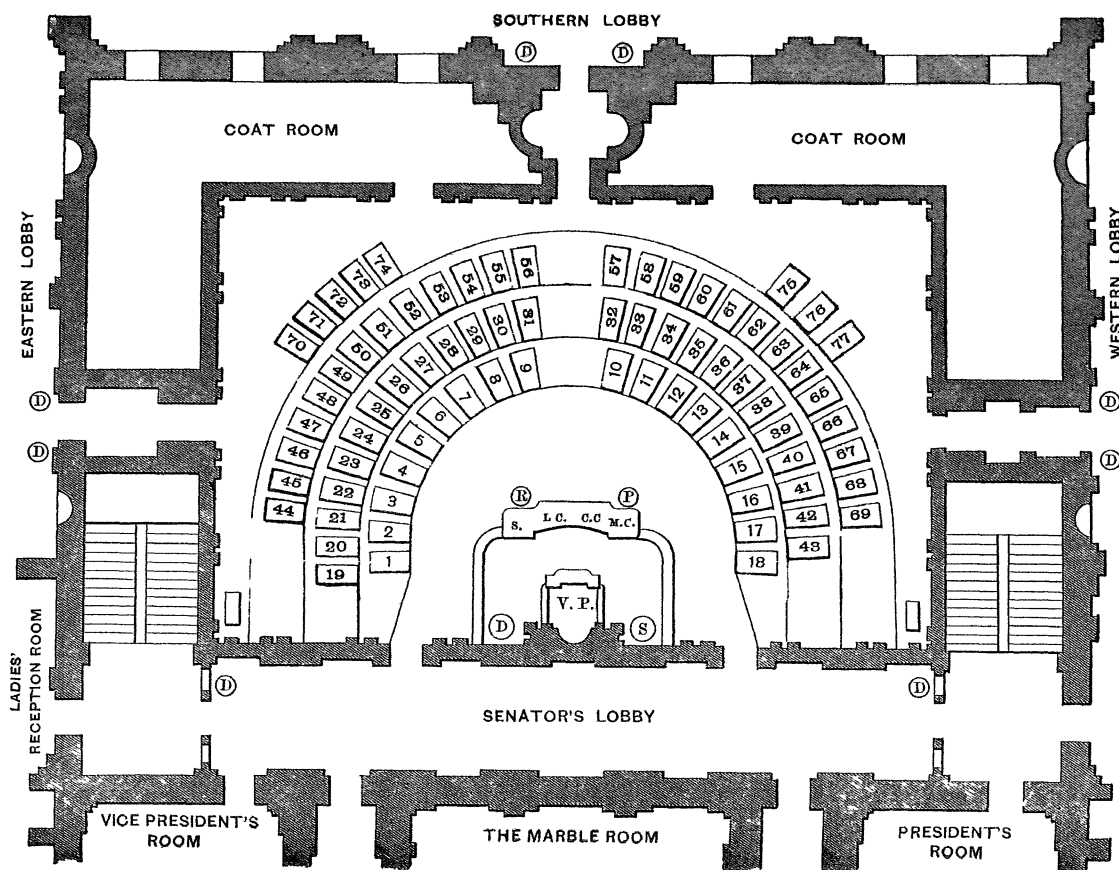 SOUTHERN LOBBY
D D
COAT ROOM
COAT ROOM
EASTERN LOBBY
WESTERN LOBBY
D
D
D
D
70 71 72 73 74
75 76 77
44 45 46 47 48 49 50 51 52 53 54 55 56 57 58 59 60 61 62 63 64 65 66 67 68 69
19 20 21 22 23 24 25 26 27 28 29 30 31 32 33 34 35 36 37 38 39 40 41 42 43
1 2 3 4 5 6 7 8 9 10 11 12 13 14 15 16 17 18
R P
S. L C. C.C M.C.
V. P.
D S
LADIES'
RECEPTION ROOM
D D
SENATOR'S LOBBY
VICE PRESIDENT'S
ROOM
THE MARBLE ROOM
PRESIDENT'S
ROOM